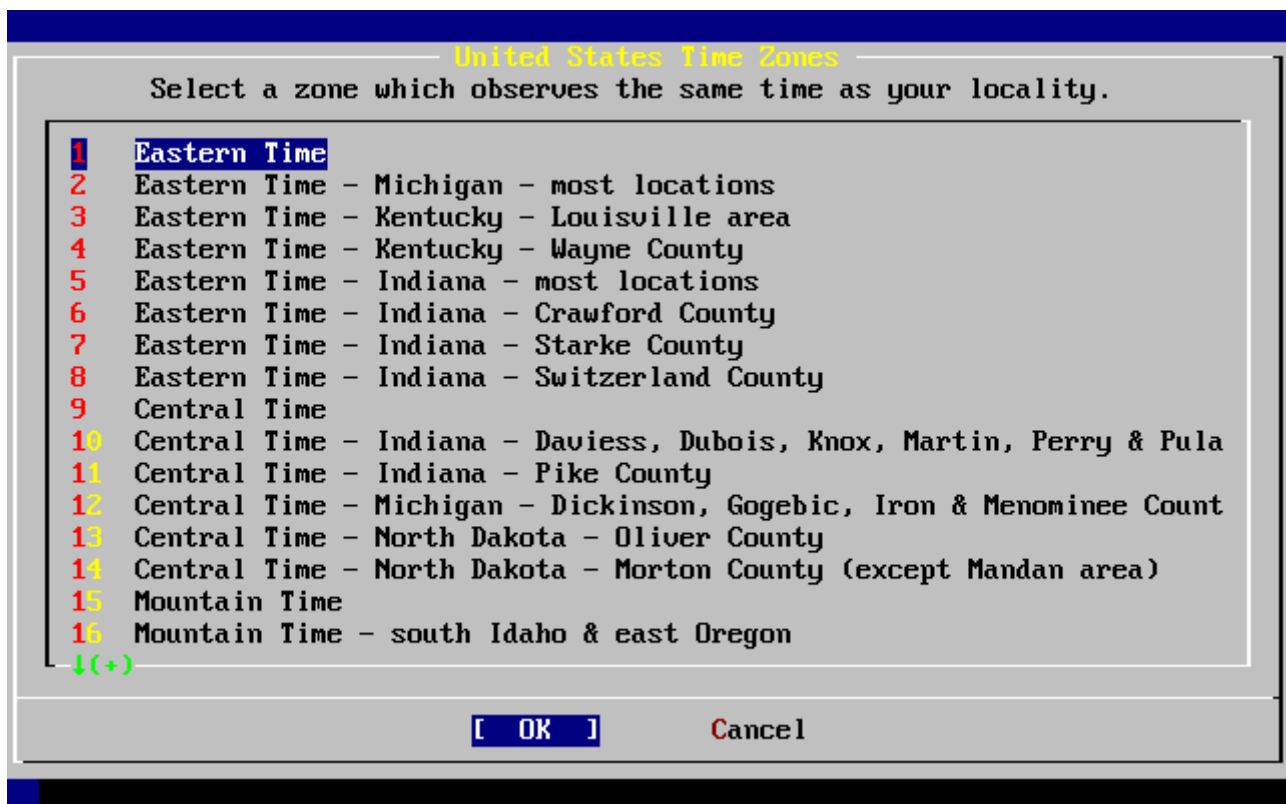 United States Time Zones
Select a zone which observes the same time as your locality.
1 Eastern Time
2 Eastern Time - Michigan - most locations
3 Eastern Time - Kentucky - Louisville area
4 Eastern Time - Kentucky - Wayne County
5 Eastern Time - Indiana - most locations
6 Eastern Time - Indiana - Crawford County
7 Eastern Time - Indiana - Starke County
8 Eastern Time - Indiana - Switzerland County
9 Central Time
10 Central Time - Indiana - Daviess, Dubois, Knox, Martin, Perry & Pula
11 Central Time - Indiana - Pike County
12 Central Time - Michigan - Dickinson, Gogebic, Iron & Menominee Count
13 Central Time - North Dakota - Oliver County
14 Central Time - North Dakota - Morton County (except Mandan area)
15 Mountain Time
16 Mountain Time - south Idaho & east Oregon
↓(+)
[ OK ] Cancel